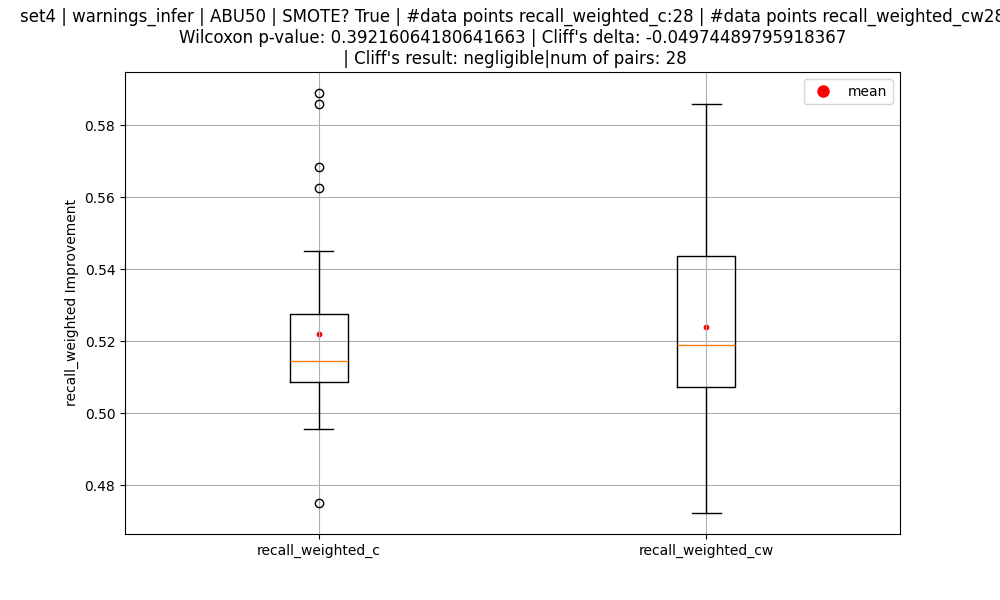 set4 | warnings_infer | ABU50 | SMOTE? True | #data points recall_weighted_c:28 | #data points recall_weighted_cw28
Wilcoxon p-value: 0.39216064180641663 | Cliff's delta: -0.04974489795918367
| Cliff's result: negligible|num of pairs: 28
mean
0.58
0.56
0.54
0.52
0.50
0.48
recall_weighted Improvement
recall_weighted_c
recall_weighted_cw